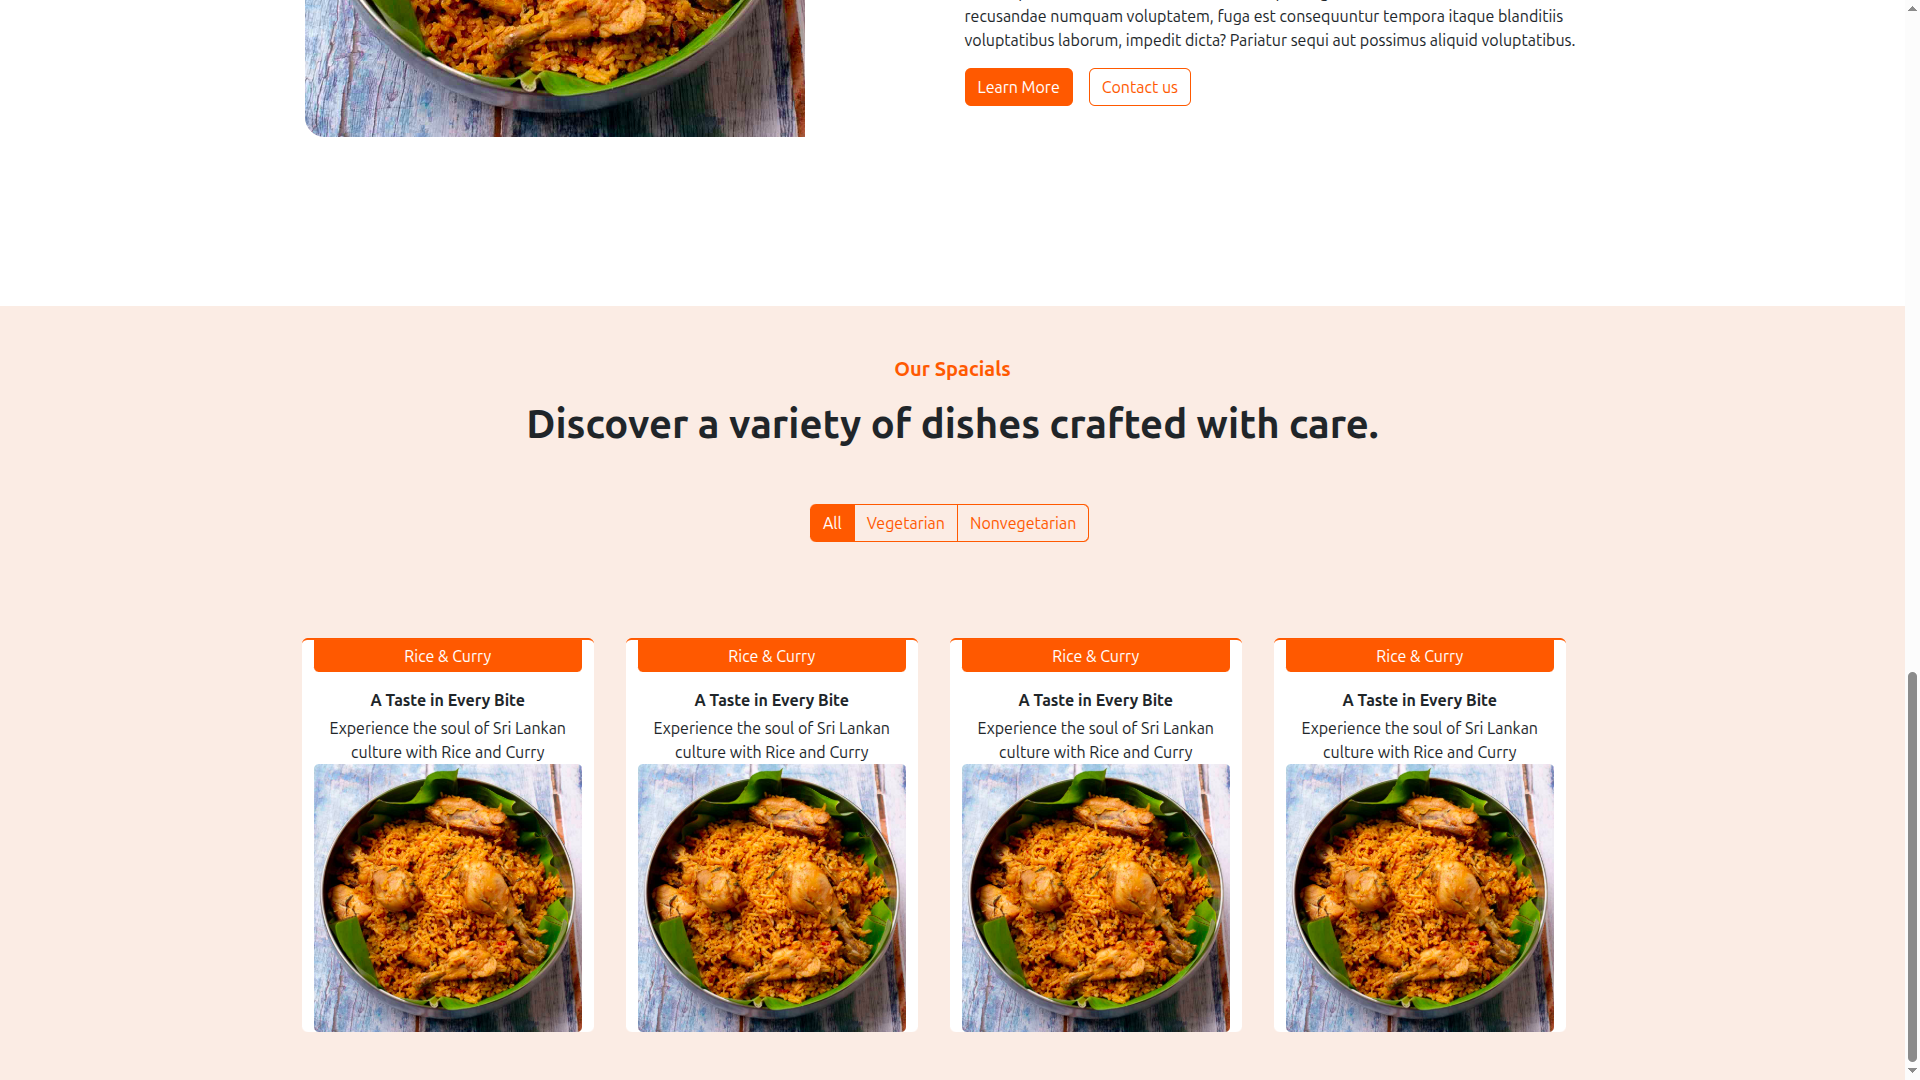 recusandae numquam voluptatem, fuga est consequuntur tempora itaque blanditiis
voluptatibus laborum, impedit dicta? Pariatur sequi aut possimus aliquid voluptatibus.
Learn More
Contact us
Our Spacials
Discover a variety of dishes crafted with care.
All
Vegetarian
Nonvegetarian
Rice & Curry
A Taste in Every Bite
Experience the soul of Sri Lankan
culture with Rice and Curry
Rice & Curry
A Taste in Every Bite
Experience the soul of Sri Lankan
culture with Rice and Curry
Rice & Curry
A Taste in Every Bite
Experience the soul of Sri Lankan
culture with Rice and Curry
Rice & Curry
A Taste in Every Bite
Experience the soul of Sri Lankan
culture with Rice and Curry